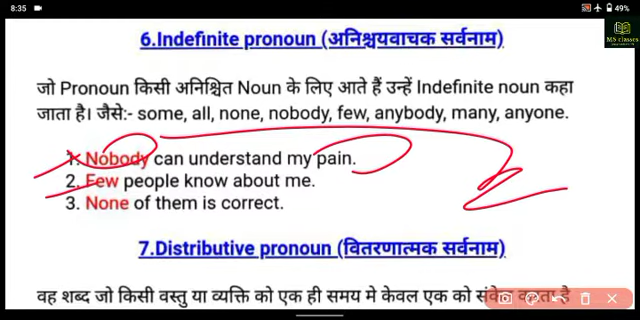 8:35
49%
MS classes
6.Indefinite pronoun (अनिश्चयवाचक सर्वनाम)
जो Pronoun किसी अनिश्चित Noun के लिए आते हैं उन्हें Indefinite noun कहा
जाता है। जैसे:- some, all, none, nobody, few, anybody, many, anyone.
1. Nobody can understand my pain.
2. Few people know about me.
3. None of them is correct.
7.Distributive pronoun (वितरणात्मक सर्वनाम)
वह शब्द जो किसी वस्तु या व्यक्ति को एक ही समय मे केवल एक को संकेत करता है